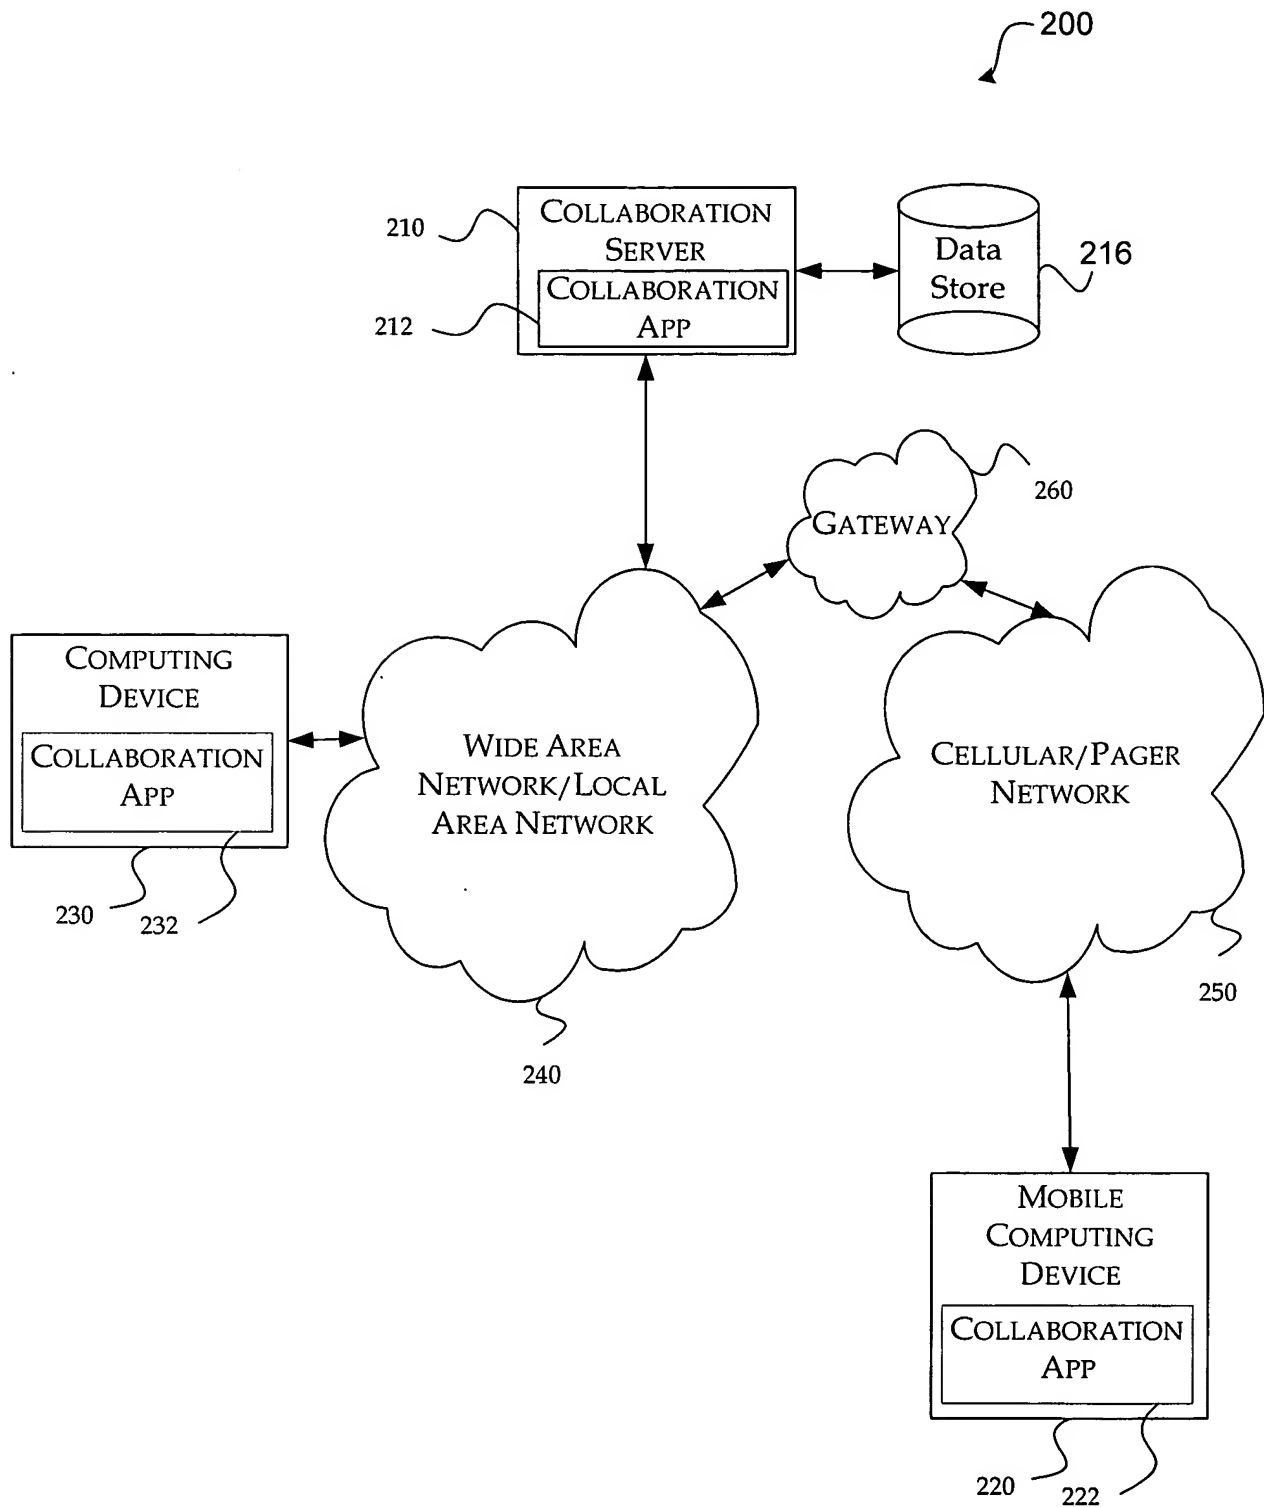 200
COLLABORATION
SERVER
210
COLLABORATION
APP
212
Data
Store
216
GATEWAY
260
COMPUTING
DEVICE
COLLABORATION
APP
230
232
WIDE AREA
NETWORK/LOCAL
AREA NETWORK
240
CELLULAR/PAGER
NETWORK
250
MOBILE
COMPUTING
DEVICE
COLLABORATION
APP
220
222